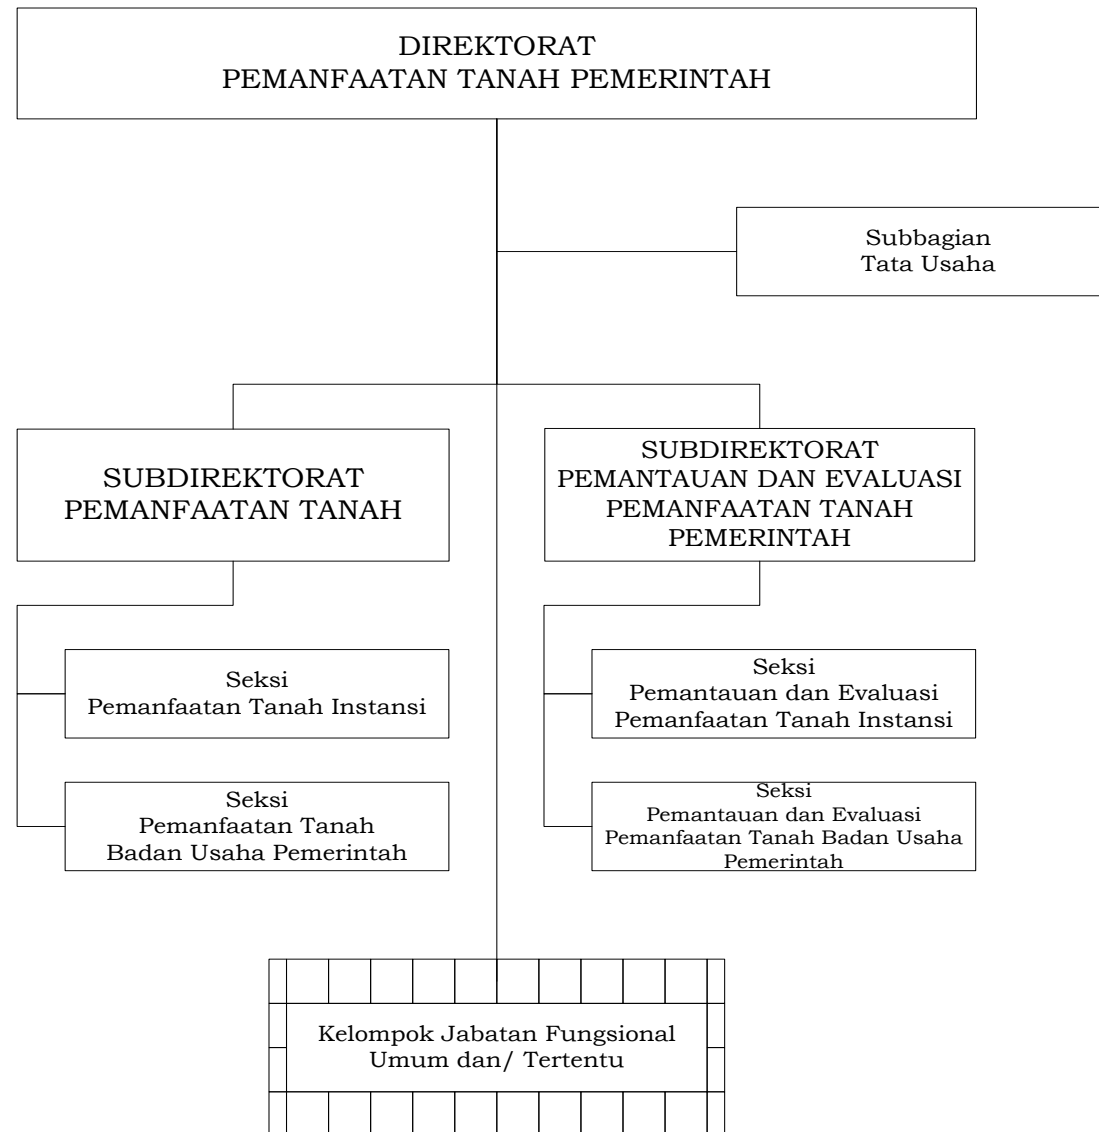 DIREKTORAT
PEMANFAATAN TANAH PEMERINTAH
Subbagian
Tata Usaha
SUBDIREKTORAT
PEMANFAATAN TANAH
SUBDIREKTORAT
PEMANTAUAN DAN EVALUASI
PEMANFAATAN TANAH
PEMERINTAH
Seksi
Pemanfaatan Tanah Instansi
Seksi
Pemantauan dan Evaluasi
Pemanfaatan Tanah Instansi
Seksi
Pemanfaatan Tanah
Badan Usaha Pemerintah
Seksi
Pemantauan dan Evaluasi
Pemanfaatan Tanah Badan Usaha
Pemerintah
Kelompok Jabatan Fungsional
Umum dan/ Tertentu